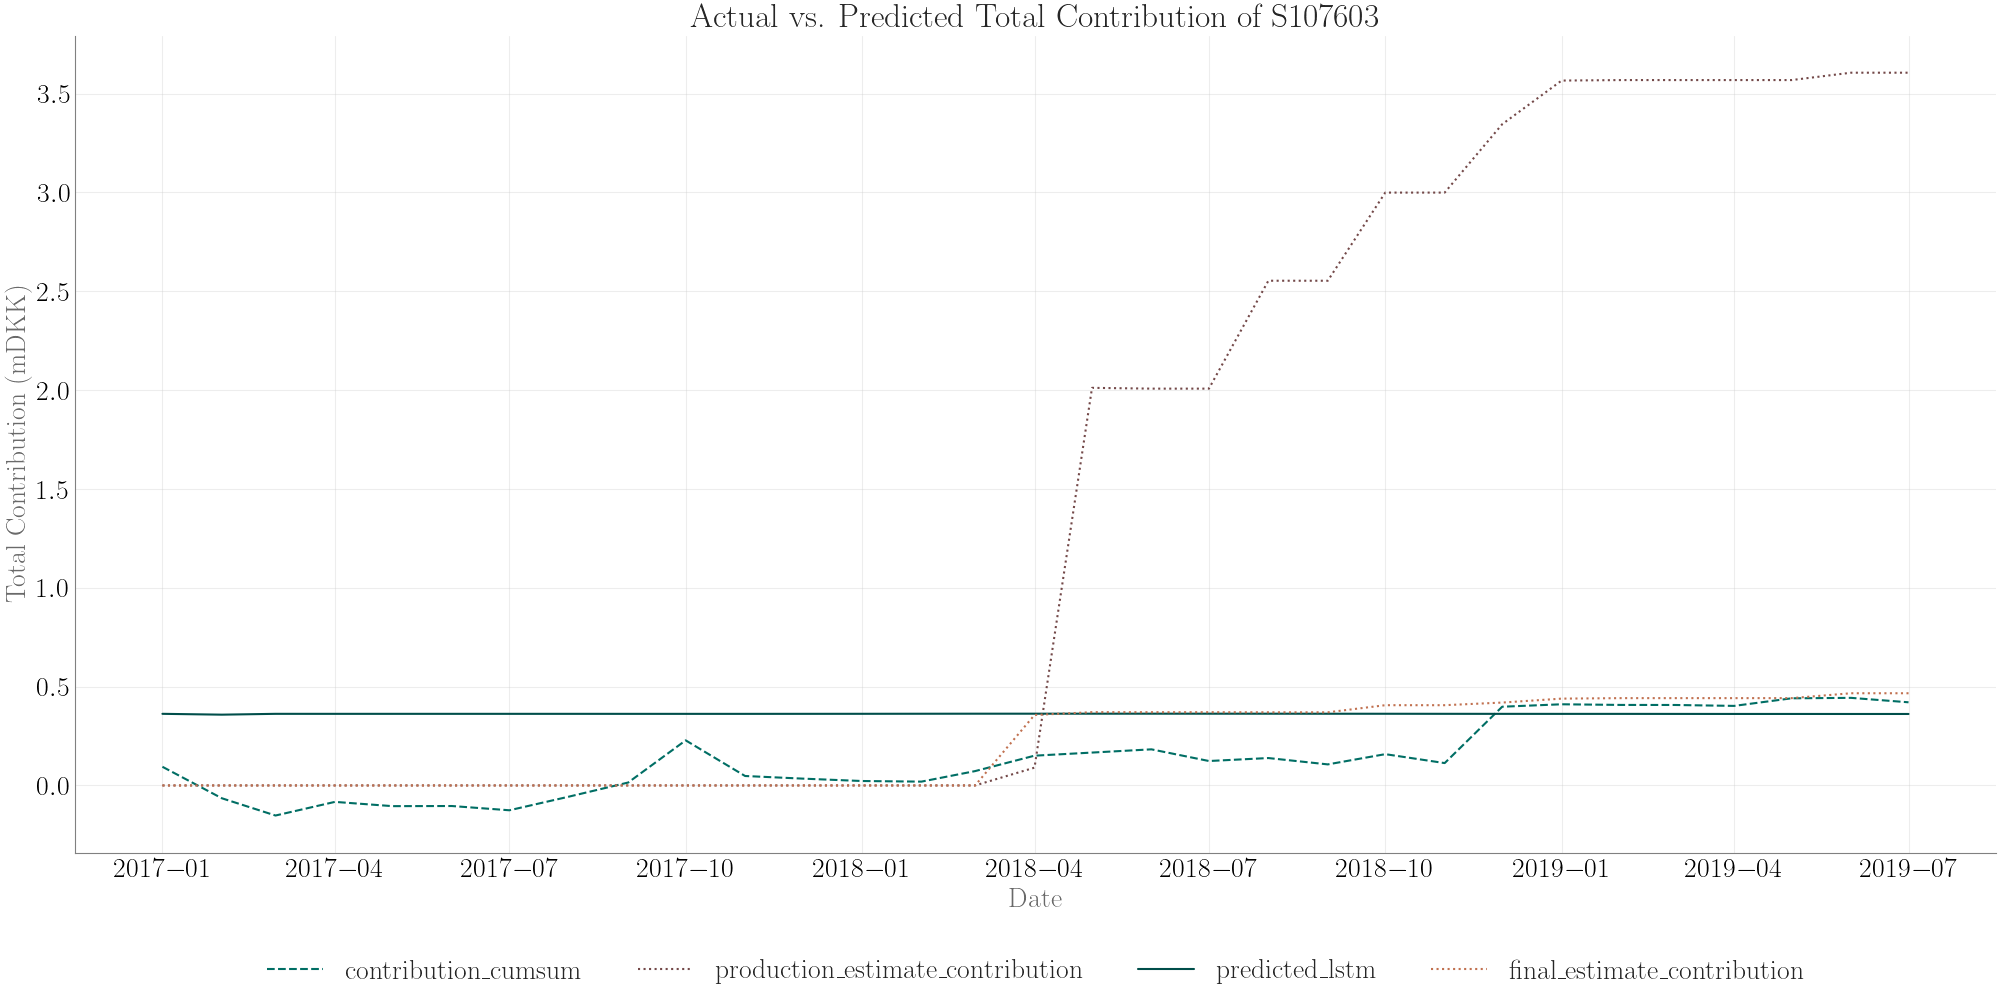 Actual vs. Predicted Total Contribution of S107603
Total Contribution (mDKK)
3.5
3.0
2.5
2.0
1.5
1.0
0.5
0.0
2017−01 2017−04 2017−07 2017−10 2018−01 2018−04 2018−07 2018−10 2019−01 2019−04 2019−07
Date
contribution_cumsum production_estimate_contribution predicted_lstm final_estimate_contribution